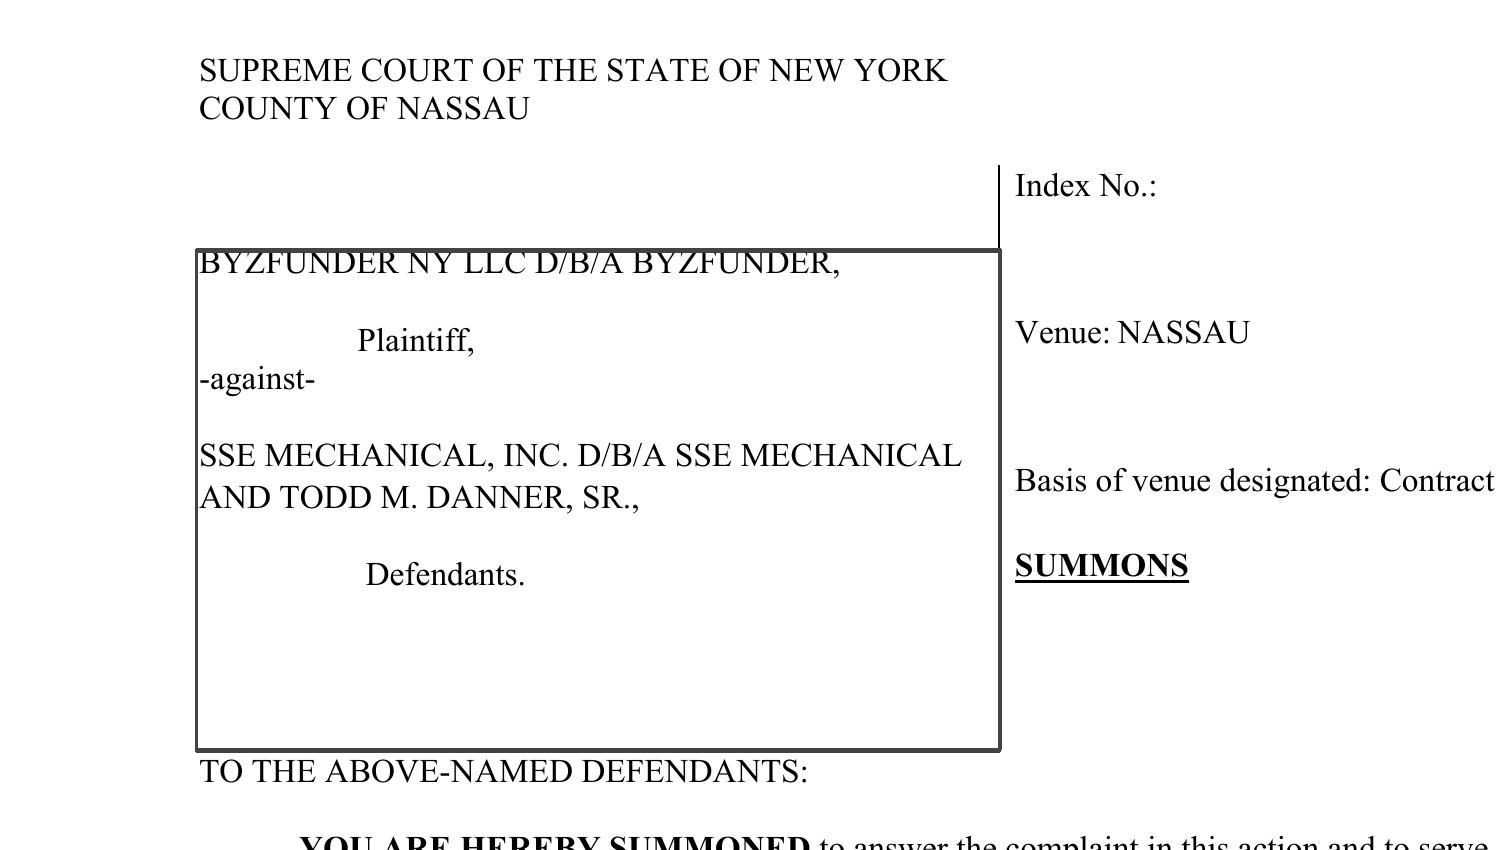 SUPREME COURT OF THE STATE OF NEW YORK
COUNTY OF NASSAU
Index No.:
BYZFUNDER NY LLC D/B/A BYZFUNDER,
Plaintiff,
-against-
SSE MECHANICAL, INC. D/B/A SSE MECHANICAL
AND TODD M. DANNER, SR.,
Defendants.
Venue: NASSAU
Basis of venue designated: Contract
SUMMONS
TO THE ABOVE-NAMED DEFENDANTS:
YOU ARE HEREBY SUMMONED to answer the complaint in this action and to serve